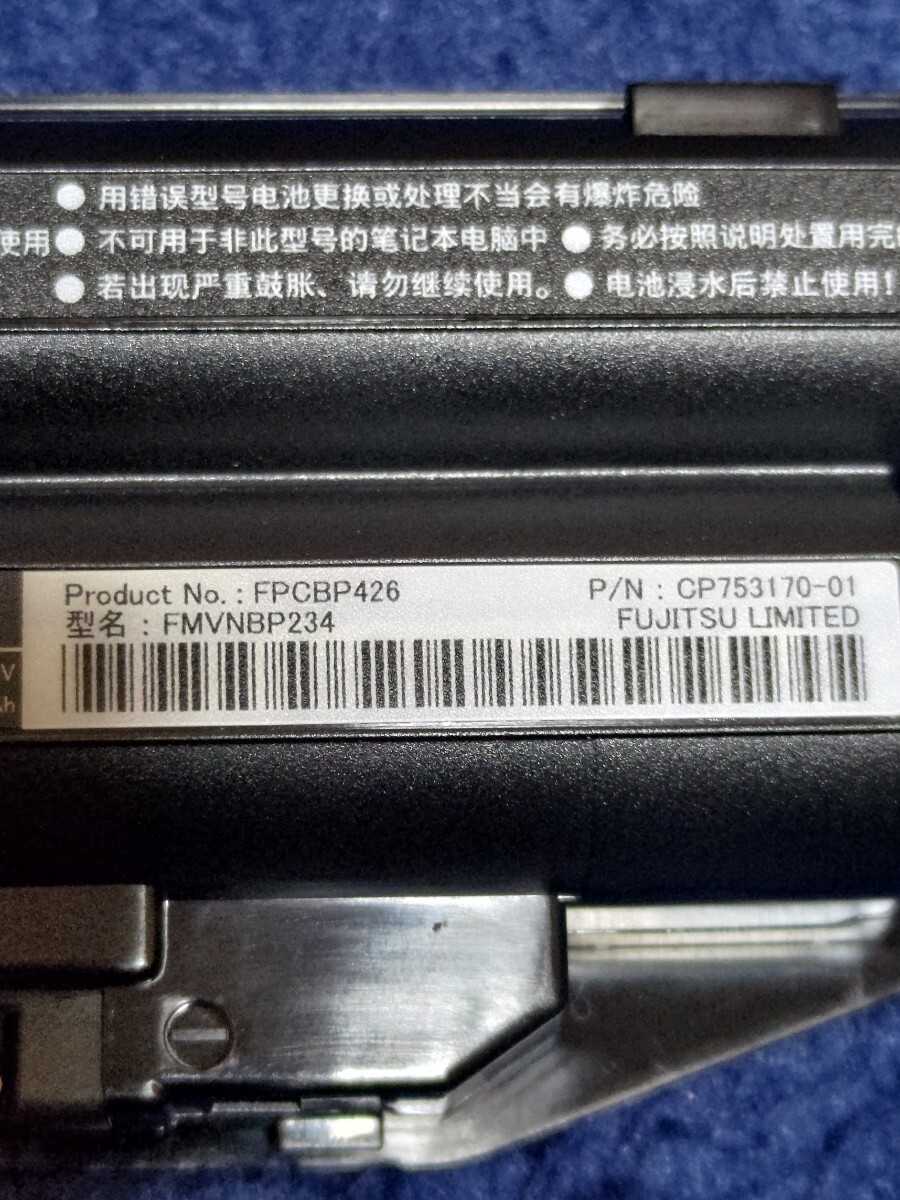 ● 用错误型号电池更换或处理不当会有爆炸危险
使用 ● 不可用于非此型号的笔记本电脑中 ● 务必按照说明处置用完
● 若出现严重鼓胀、请勿继续使用。 ● 电池浸水后禁止使用!
Product No. : FPCBP426 P/N : CP753170-01
型名 : FMVNBP234 FUJITSU LIMITED
V
Ah